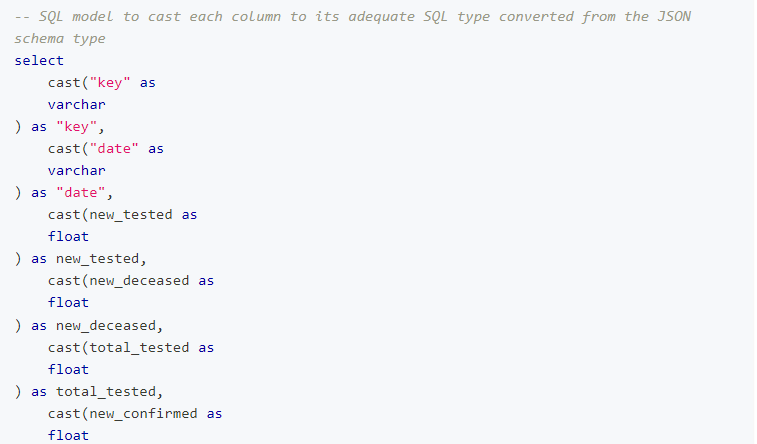 -- SQL model to cast each column to its adequate SQL type converted from the JSON
schema type
select
    cast("key" as
    varchar
) as "key",
    cast("date" as
    varchar
) as "date",
    cast(new_tested as
    float
) as new_tested,
    cast(new_deceased as
    float
) as new_deceased,
    cast(total_tested as
    float
) as total_tested,
    cast(new_confirmed as
    float